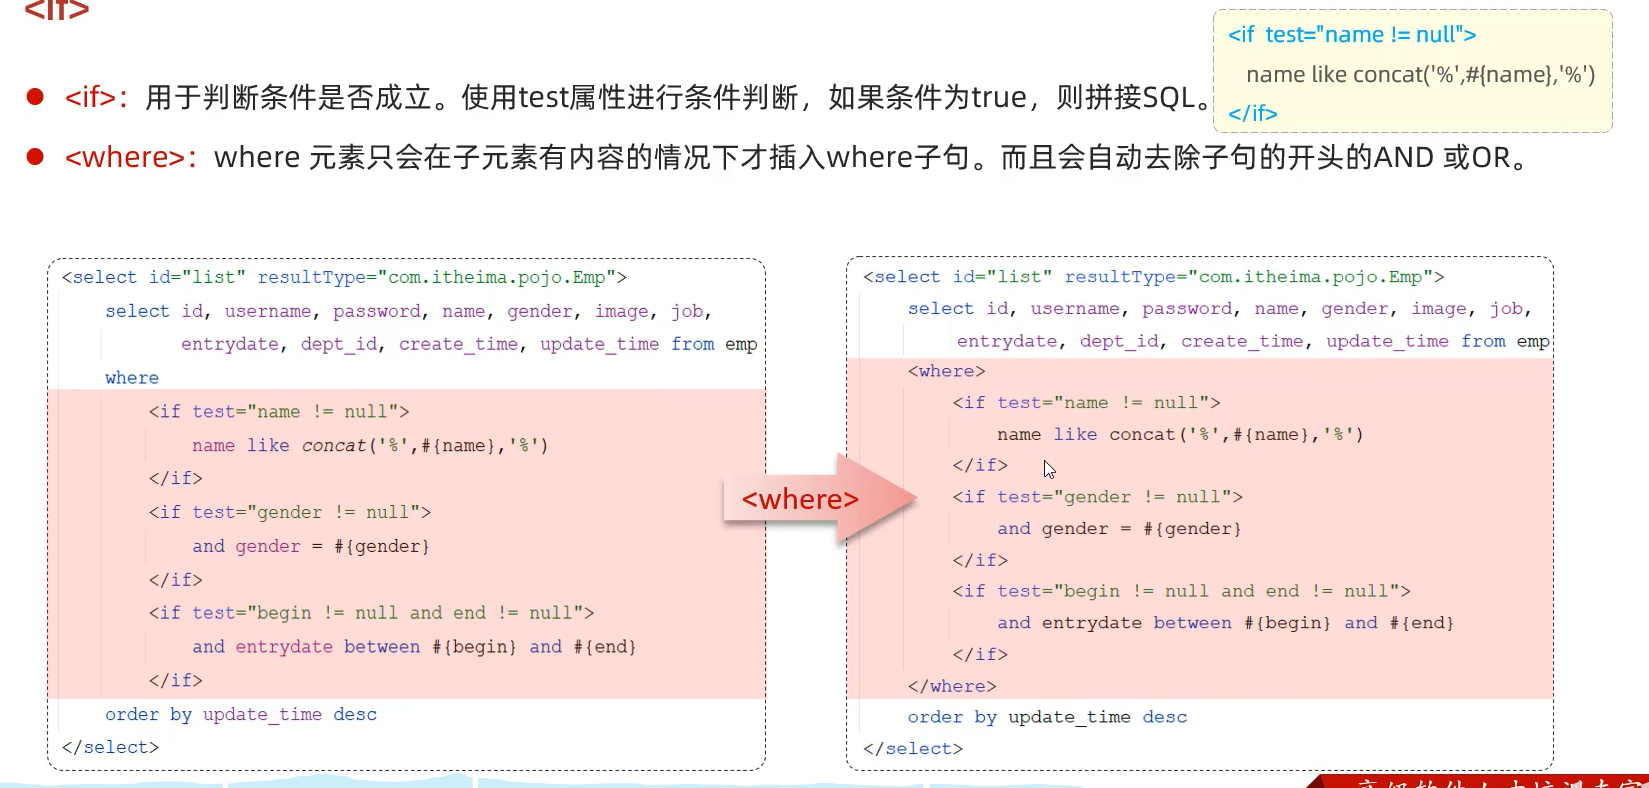 <if>
<if test="name != null">
name like concat('%',#{name},'%')
</if>
<if>：用于判断条件是否成立。使用test属性进行条件判断，如果条件为true，则拼接SQL。
<where>：where 元素只会在子元素有内容的情况下才插入where子句。而且会自动去除子句的开头的AND 或OR。
<select id="list" resultType="com.itheima.pojo.Emp">
select id, username, password, name, gender, image, job,
entrydate, dept_id, create_time, update_time from emp
where
<if test="name != null">
name like concat('%',#{name},'%')
</if>
<if test="gender != null">
and gender = #{gender}
</if>
<if test="begin != null and end != null">
and entrydate between #{begin} and #{end}
</if>
order by update_time desc
</select>
<where>
<select id="list" resultType="com.itheima.pojo.Emp">
select id, username, password, name, gender, image, job,
entrydate, dept_id, create_time, update_time from emp
<where>
<if test="name != null">
name like concat('%',#{name},'%')
</if>
<if test="gender != null">
and gender = #{gender}
</if>
<if test="begin != null and end != null">
and entrydate between #{begin} and #{end}
</if>
</where>
order by update_time desc
</select>